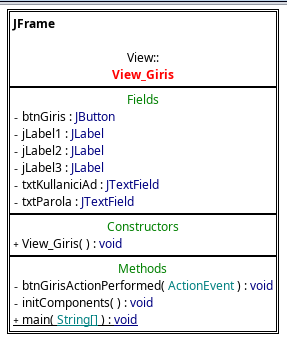 JFrame
View::
View_Giris
Fields
- btnGiris : JButton
- jLabel1 : JLabel
- jLabel2 : JLabel
- jLabel3 : JLabel
- txtKullaniciAd : JTextField
- txtParola : JTextField
Constructors
+ View_Giris( ) : void
Methods
- btnGirisActionPerformed( ActionEvent ) : void
- initComponents( ) : void
+ main( String[] ) : void